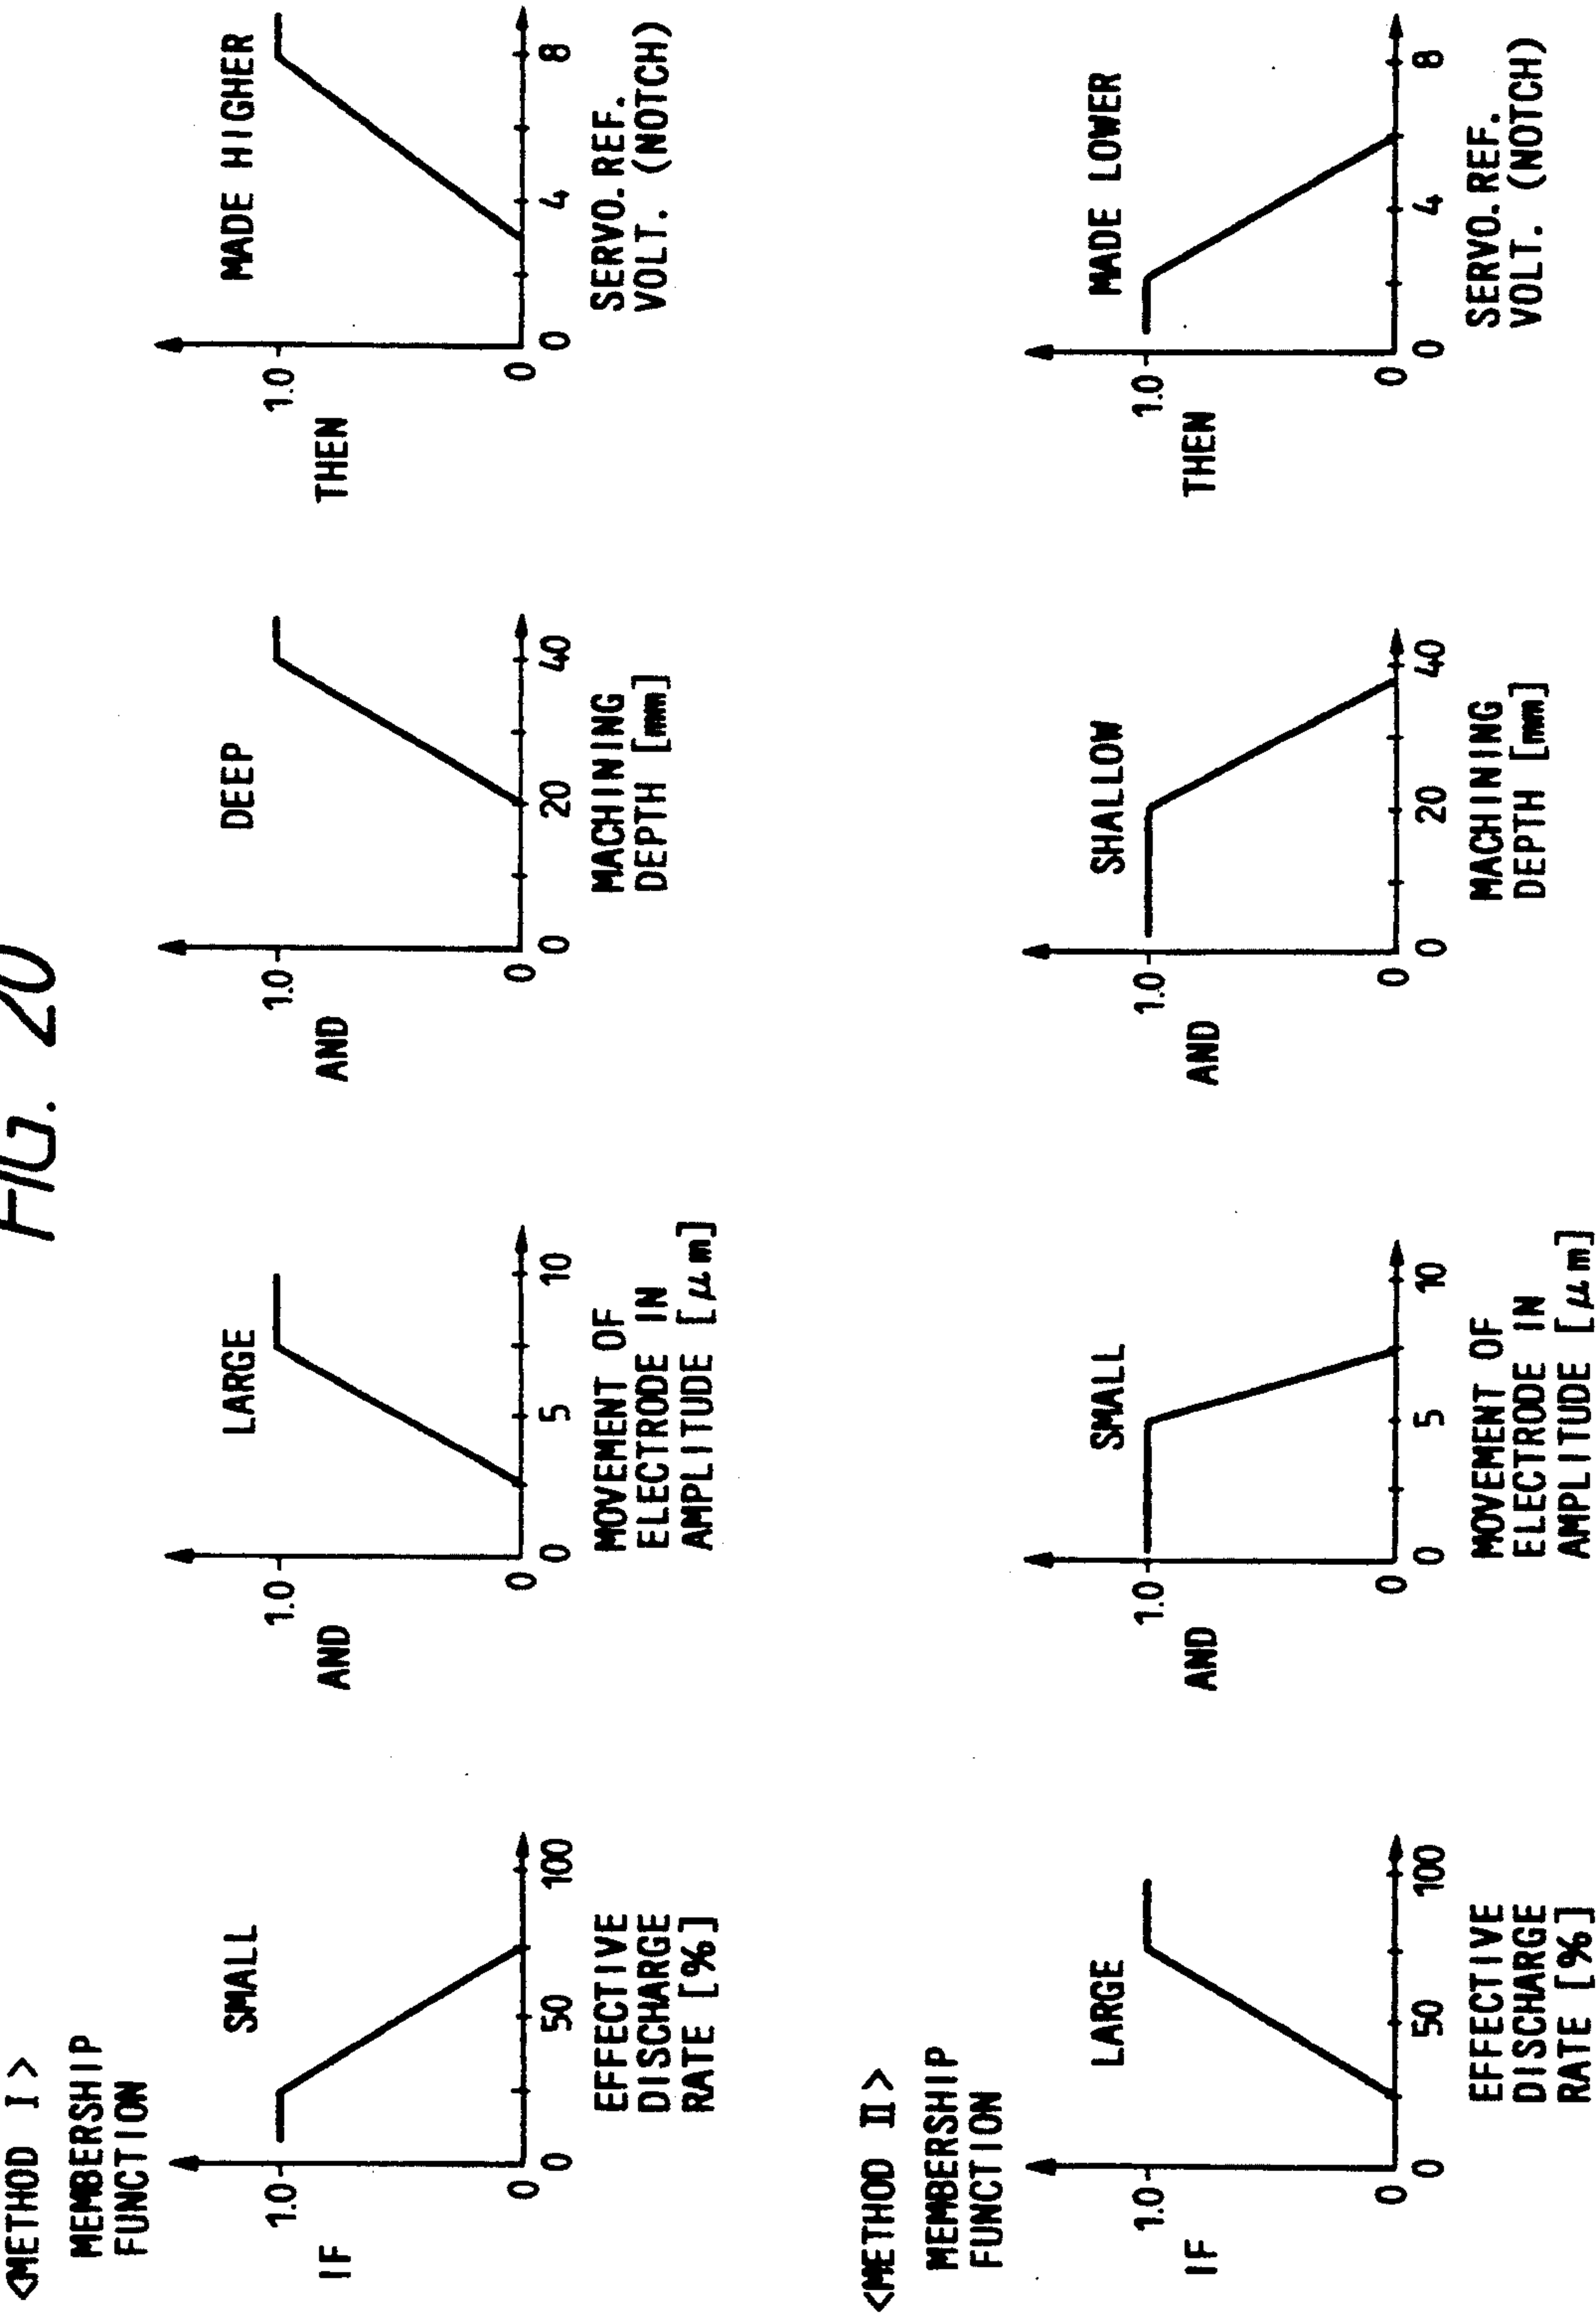 FIG. 20
<METHOD I>
MEMBERSHIP
FUNCTION
IF
1.0
0
SMALL
0 50 100
EFFECTIVE
DISCHARGE
RATE [%]
AND
1.0
0
LARGE
0 5 10
MOVEMENT OF
ELECTRODE IN
AMPLITUDE [μm]
AND
1.0
0
DEEP
0 20 40
MACHINING
DEPTH [mm]
THEN
1.0
0
MADE HIGHER
0 4 8
SERVO. REF.
VOLT. (NOTCH)
<METHOD II>
MEMBERSHIP
FUNCTION
IF
1.0
0
LARGE
0 50 100
EFFECTIVE
DISCHARGE
RATE [%]
AND
1.0
0
SMALL
0 5 10
MOVEMENT OF
ELECTRODE IN
AMPLITUDE [μm]
AND
1.0
0
SHALLOW
0 20 40
MACHINING
DEPTH [mm]
THEN
1.0
0
MADE LOWER
0 4 8
SERVO. REF.
VOLT. (NOTCH)